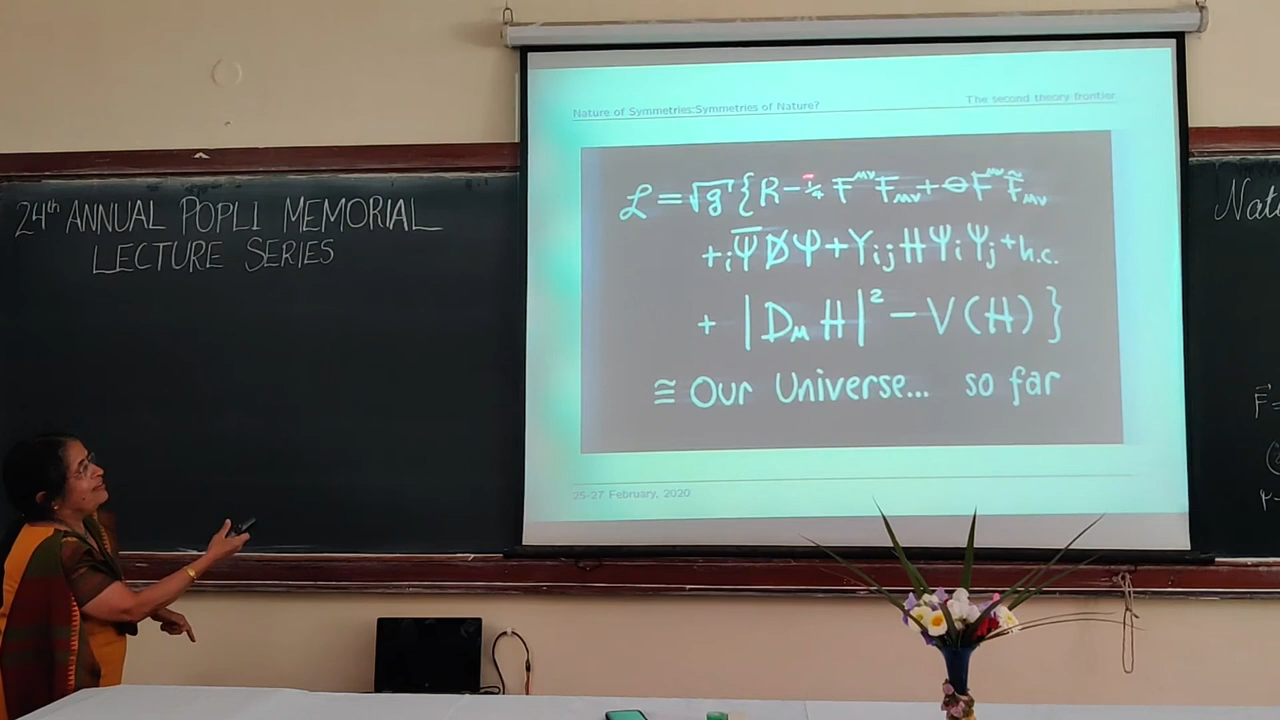 24th ANNUAL POPLI MEMORIAL
LECTURE SERIES
Nature of Symmetries:Symmetries of Nature?
The second theory frontier
ℒ = √g {R - ¼ F^μν F_μν + θ F^μν F̃_μν
+ i Ψ̄ D̸ Ψ + Y_ij H Ψ_i Ψ_j + h.c.
+ |D_μ H|² - V(H)}
≅ Our Universe... so far
25-27 February, 2020